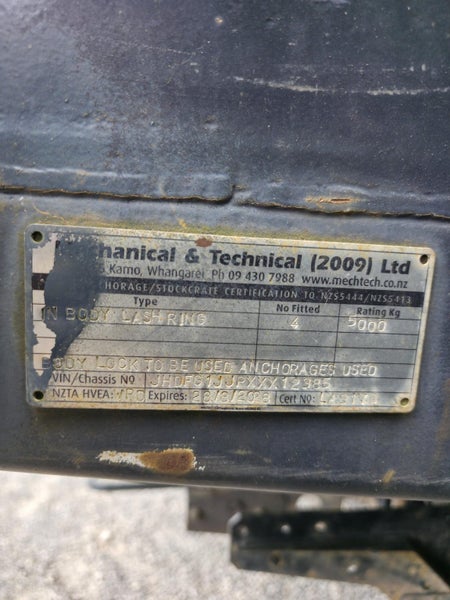 hanical & Technical (2009) Ltd
Kamo, Whangarei, Ph 09 430 7988 www.mechtech.co.nz
HORAGE/STOCKCRATE CERTIFICATION TO NZS5444/NZS5413
Type No Fitted Rating Kg
IN BODY LASH RING 4 5000
BODY LOCK TO BE USED ANCHORAGES USED
VIN/Chassis No
NZTA HVEA: Expires: Cert No: